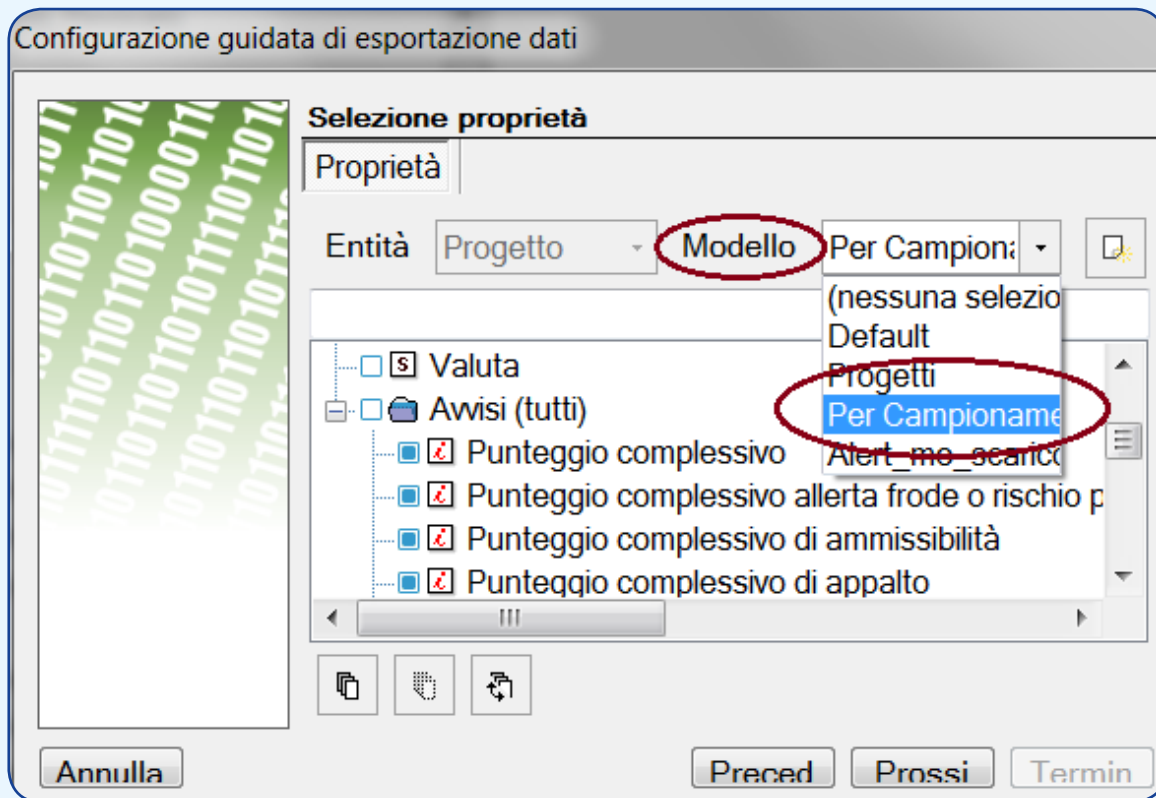 Configurazione guidata di esportazione dati
Selezione proprietà
Proprietà
Entità Progetto Modello Per Campiona
(nessuna selezio
Default
Progetti
Per Campioname
Alert_mo_scarico
Valuta
Avvisi (tutti)
Punteggio complessivo
Punteggio complessivo allerta frode o rischio p
Punteggio complessivo di ammissibilità
Punteggio complessivo di appalto
Annulla Preced Prossi Termin